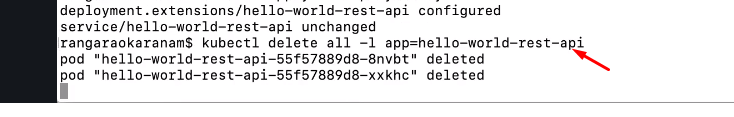 deployment.extensions/hello-world-rest-api configured
service/hello-world-rest-api unchanged
rangaraokaranam$ kubectl delete all -l app=hello-world-rest-api
pod "hello-world-rest-api-55f57889d8-8nvbt" deleted
pod "hello-world-rest-api-55f57889d8-xxkhc" deleted